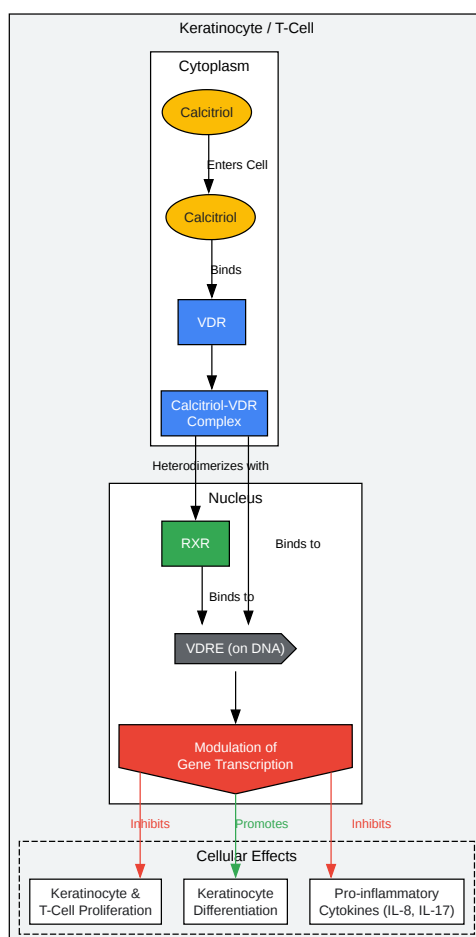 Keratinocyte / T-Cell
Cytoplasm
Calcitriol
Enters Cell
Calcitriol
Binds
VDR
Calcitriol-VDR
Complex
Heterodimerizes with
Nucleus
RXR
Binds to
Binds to
VDRE (on DNA)
Modulation of
Gene Transcription
Inhibits
Promotes
Inhibits
Cellular Effects
Keratinocyte &
T-Cell Proliferation
Keratinocyte
Differentiation
Pro-inflammatory
Cytokines (IL-8, IL-17)